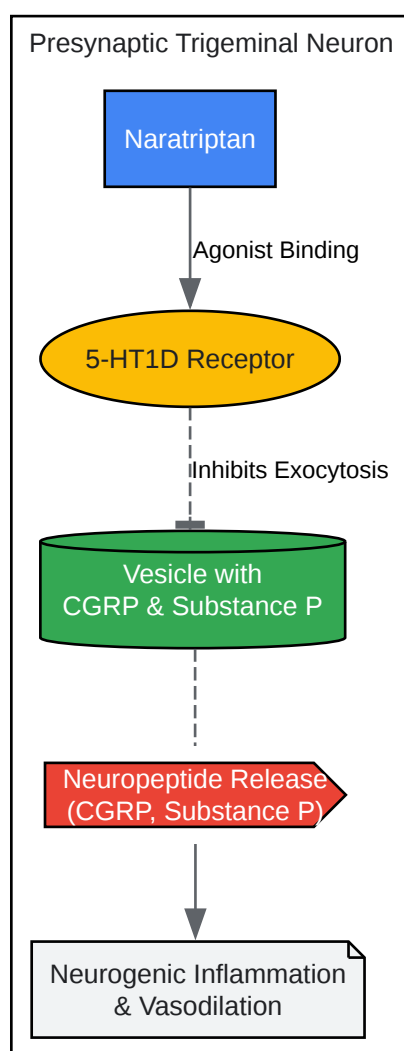 Presynaptic Trigeminal Neuron
Naratriptan
Agonist Binding
5-HT1D Receptor
Inhibits Exocytosis
Vesicle with
CGRP & Substance P
Neuropeptide Release
(CGRP, Substance P)
Neurogenic Inflammation
& Vasodilation